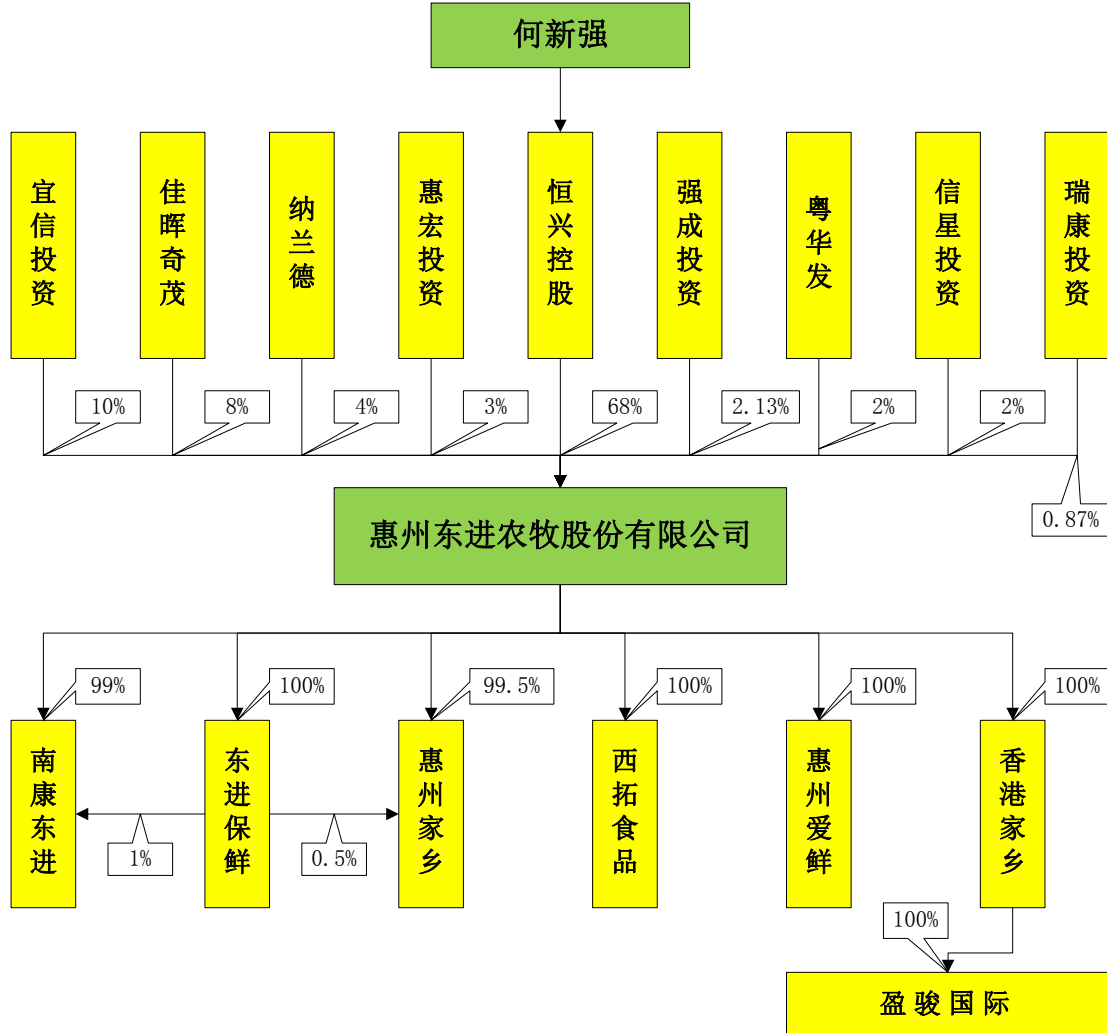 何新强
宜信投资
佳晖奇茂
纳兰德
惠宏投资
恒兴控股
强成投资
粤华发
信星投资
瑞康投资
10%
8%
4%
3%
68%
2.13%
2%
2%
0.87%
惠州东进农牧股份有限公司
99%
100%
99.5%
100%
100%
100%
南康东进
东进保鲜
惠州家乡
西拓食品
惠州爱鲜
香港家乡
1%
0.5%
100%
盈骏国际